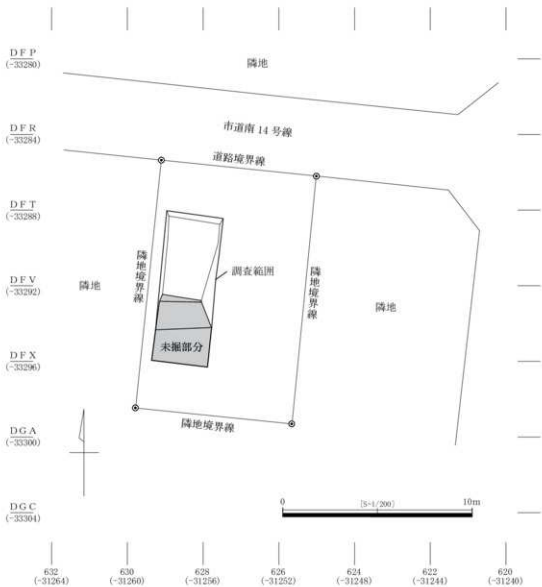 DFP
(-33280)
隣地
DFR
(-33284)
市道南14号線
道路境界線
DFT
(-33288)
隣地境界線
調査範囲
隣地境界線
DFV
(-33292)
隣地
隣地
未掘部分
DFX
(-33296)
隣地境界線
DGA
(-33300)
0
[S=1/200]
10m
DGC
(-33304)
632
(-31264)
630
(-31260)
628
(-31256)
626
(-31252)
624
(-31248)
622
(-31244)
620
(-31240)